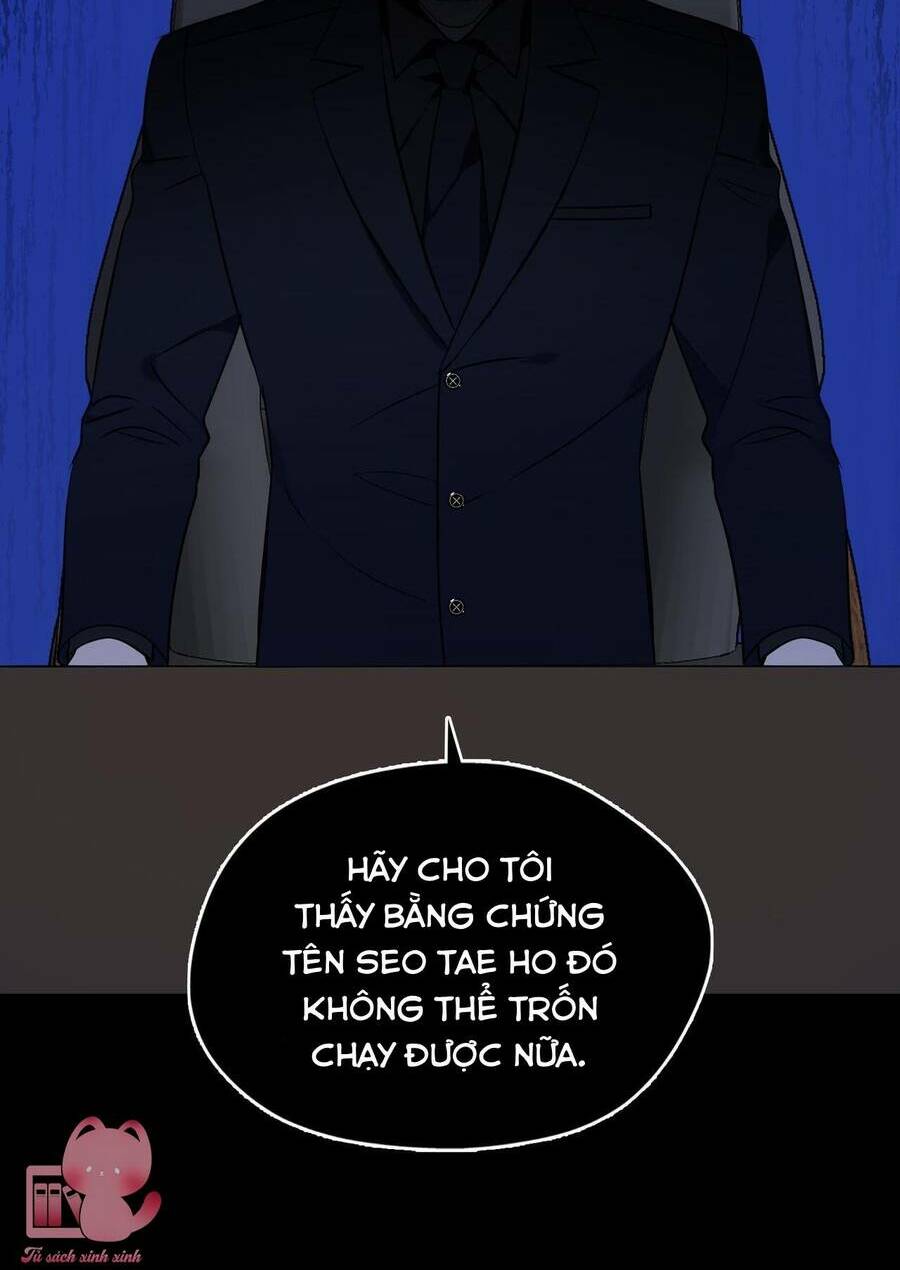 HÃY CHO TÔI
THẤY BẰNG CHỨNG
TÊN SEO TAE HO ĐÓ
KHÔNG THỂ TRỐN
CHẠY ĐƯỢC NỮA.
Tủ sách xinh xinh